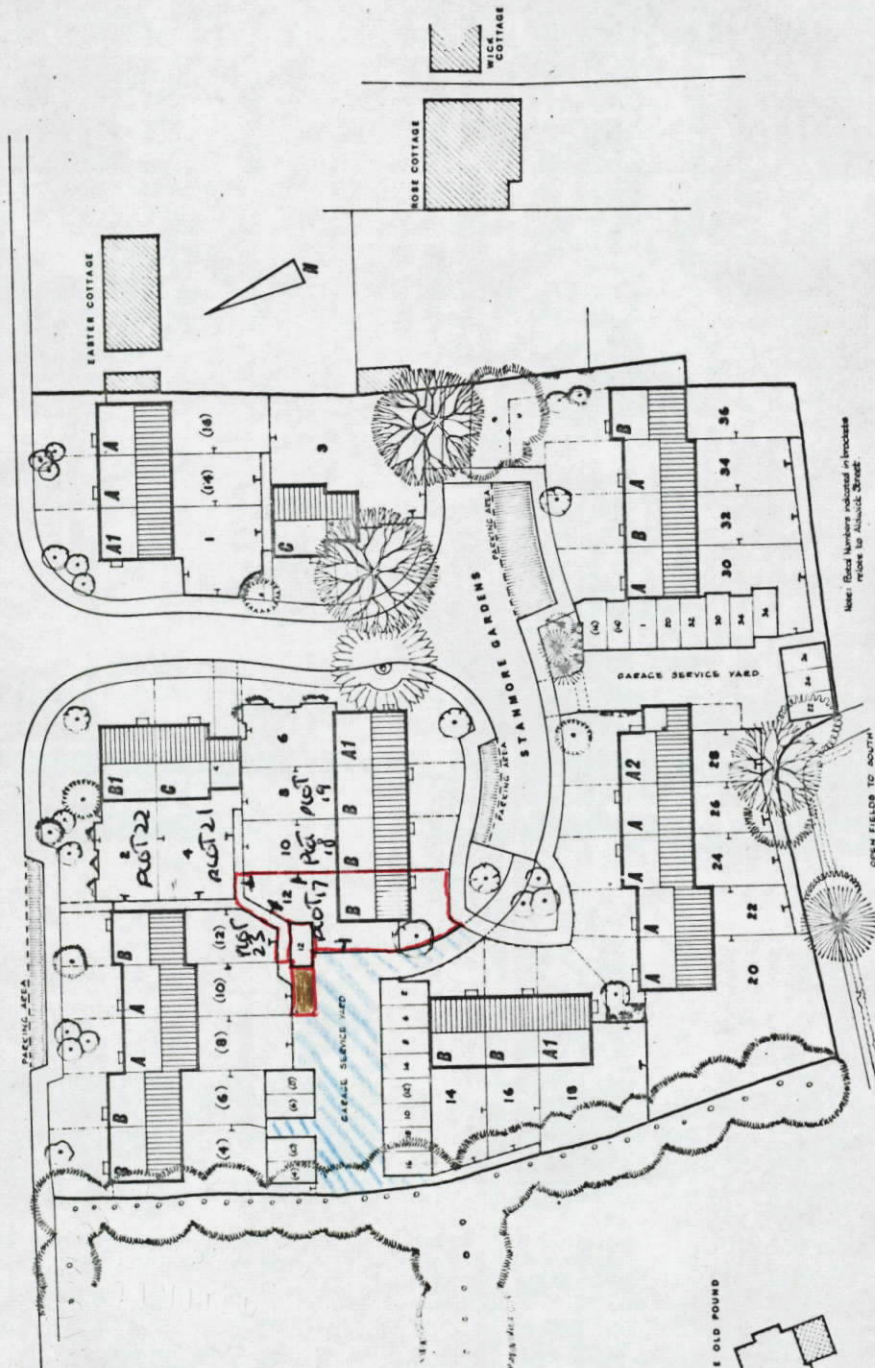 WICK
COTTAGE
ROSE COTTAGE
EASTER COTTAGE
N
A1
A
A
(14)
(16)
1
3
C
PARKING AREA
STANMORE GARDENS
PARKING AREA
B1
C
2
PLOT 22
4
PLOT 21
6
8
PLOT
19
10
PLOT
18
12
PLOT 17
A1
B
B
B
PARKING AREA
B
A
A
B
B
(12)
PLOT
23
(10)
(8)
(6)
(4)
12
GARAGE SERVICE YARD
B
B
A1
14
16
18
A
B
A
B
30
32
34
36
GARAGE SERVICE YARD
A2
A
A
A
28
26
24
22
20
Note: Postal Numbers indicated in brackets
relate to Alswick Street.
OPEN FIELDS TO SOUTH
E OLD POUND